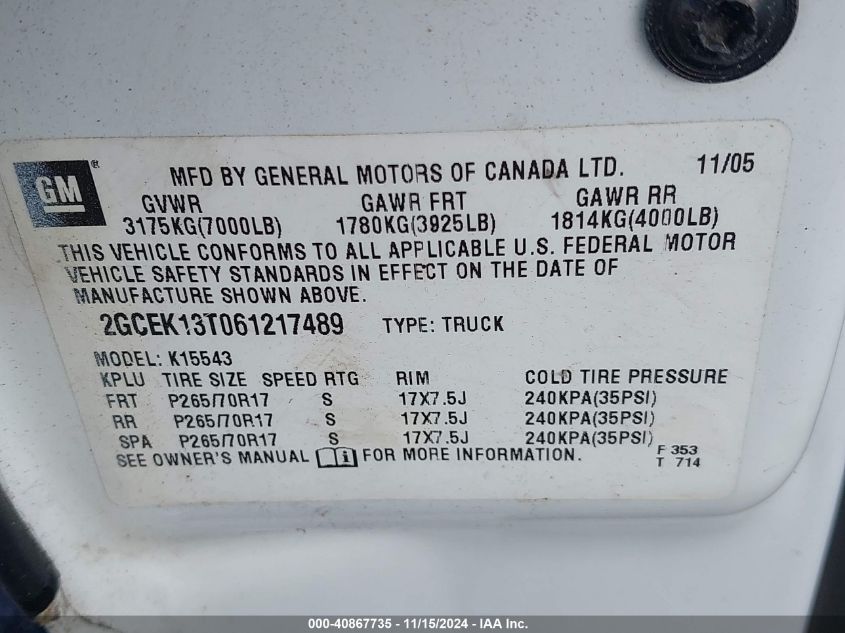 GM®
MFD BY GENERAL MOTORS OF CANADA LTD. 11/05
GVWR GAWR FRT GAWR RR
3175KG(7000LB) 1780KG(3925LB) 1814KG(4000LB)
THIS VEHICLE CONFORMS TO ALL APPLICABLE U.S. FEDERAL MOTOR
VEHICLE SAFETY STANDARDS IN EFFECT ON THE DATE OF
MANUFACTURE SHOWN ABOVE.
2GCEK13T061217489 TYPE: TRUCK
MODEL: K15543
KPLU TIRE SIZE SPEED RTG RIM COLD TIRE PRESSURE
FRT P265/70R17 S 17X7.5J 240KPA(35PSI)
RR P265/70R17 S 17X7.5J 240KPA(35PSI)
SPA P265/70R17 S 17X7.5J 240KPA(35PSI)
SEE OWNER'S MANUAL i FOR MORE INFORMATION. F 353
T 714
000-40867735 - 11/15/2024 - IAA Inc.